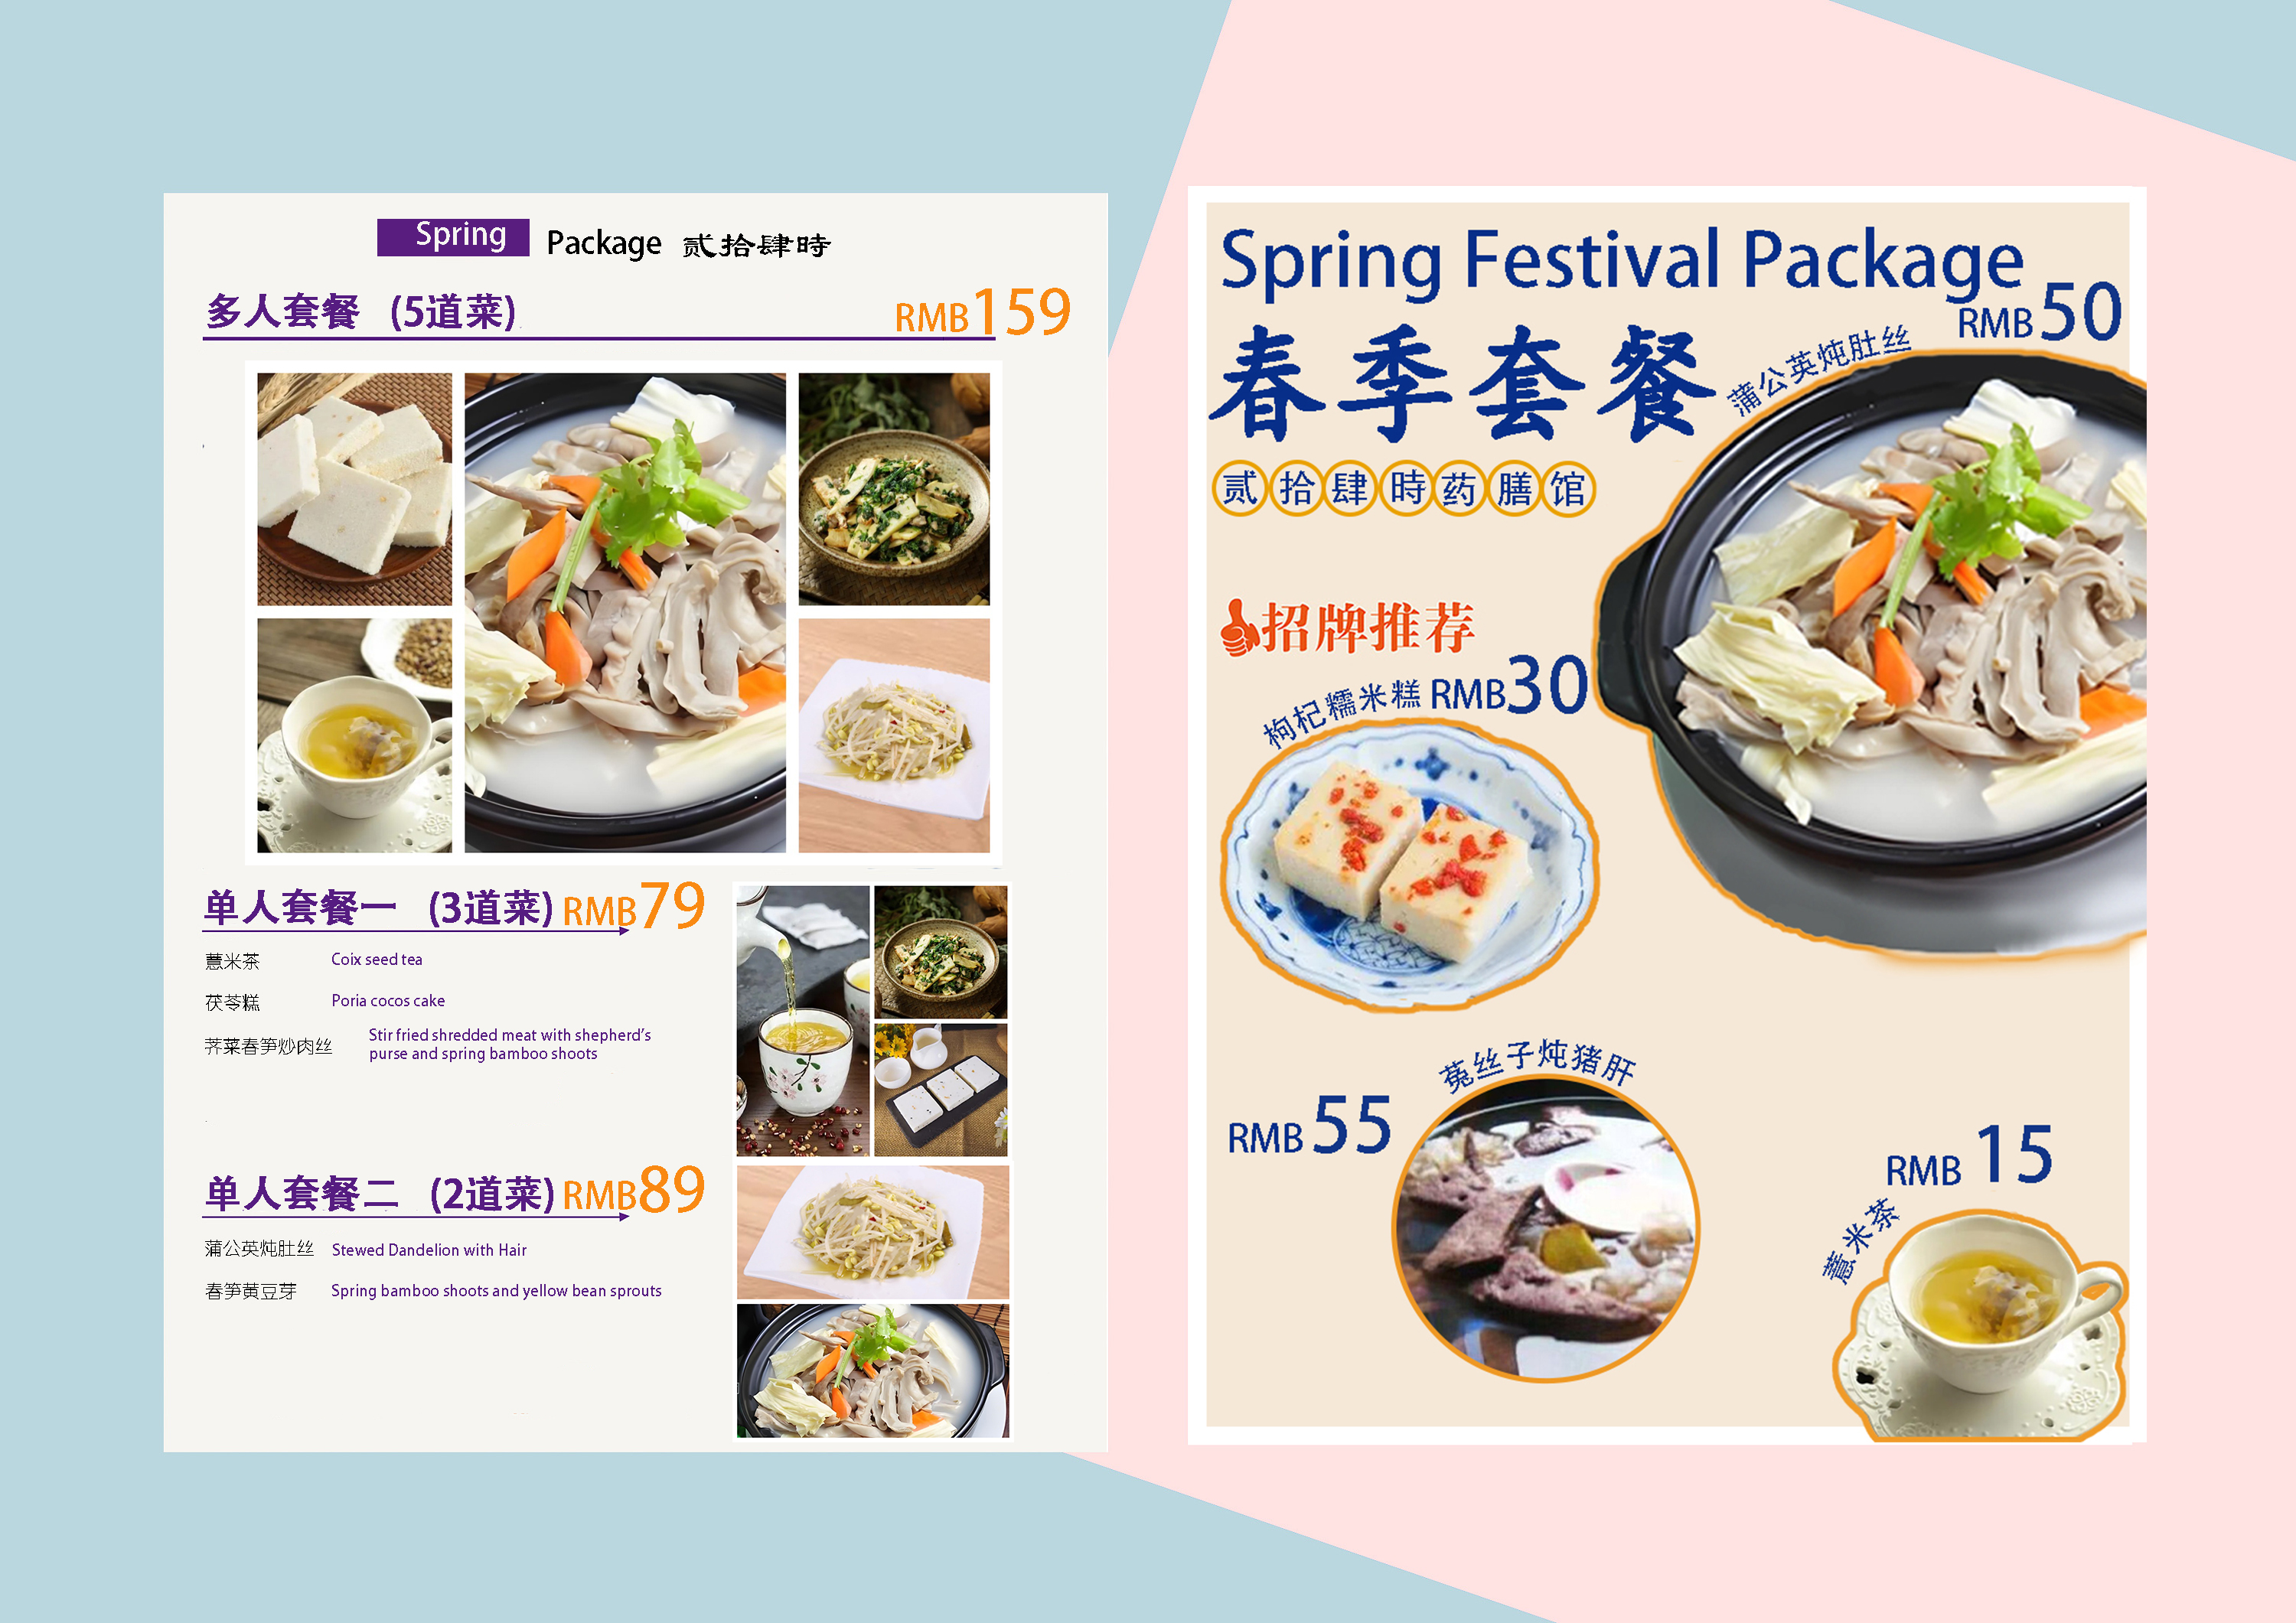 Spring Package 贰拾肆時
多人套餐 (5道菜) RMB159
单人套餐一 (3道菜) RMB79
薏米茶 Coix seed tea
茯苓糕 Poria cocos cake
荠菜春笋炒肉丝 Stir fried shredded meat with shepherd's
purse and spring bamboo shoots
单人套餐二 (2道菜) RMB89
蒲公英炖肚丝 Stewed Dandelion with Hair
春笋黄豆芽 Spring bamboo shoots and yellow bean sprouts
Spring Festival Package
RMB50
春季套餐
蒲公英炖肚丝
贰拾肆時药膳馆
招牌推荐
枸杞糯米糕 RMB30
菟丝子炖猪肝
RMB 55
RMB 15
薏米茶